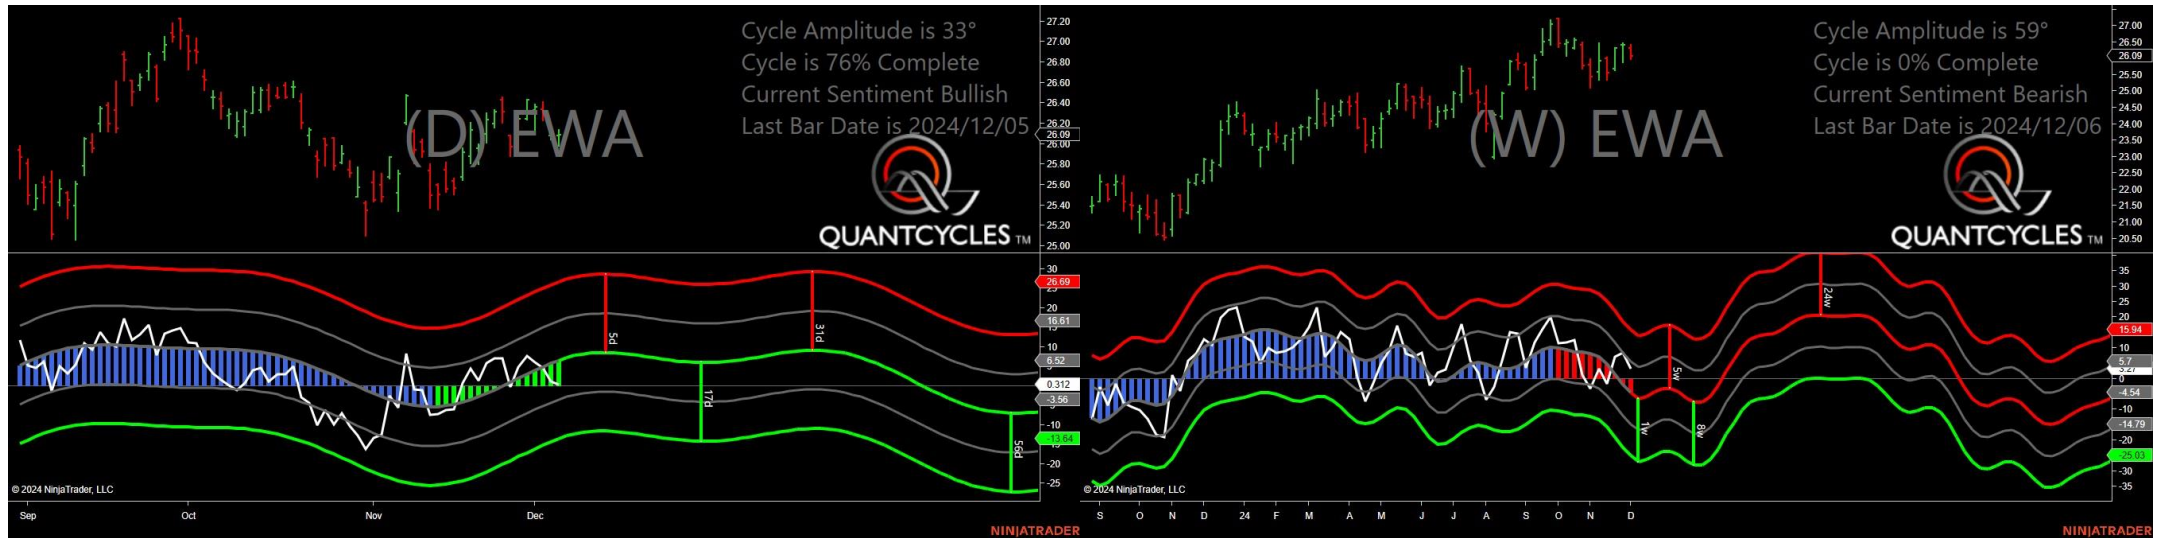 Cycle Amplitude is 33°
Cycle is 76% Complete
Current Sentiment Bullish
Last Bar Date is 2024/12/05
(D) EWA
QUANTCYCLES TM
27.20
27.00
26.80
26.60
26.40
26.20
26.09
26.00
25.80
25.60
25.40
25.20
25.00
30
26.69
20
16.61
10
6.52
0.312
-3.56
-10
-13.64
-20
-25
5d
17d
31d
56d
© 2024 NinjaTrader, LLC
Sep Oct Nov Dec
NINJATRADER
Cycle Amplitude is 59°
Cycle is 0% Complete
Current Sentiment Bearish
Last Bar Date is 2024/12/06
(W) EWA
QUANTCYCLES TM
27.00
26.50
26.09
25.50
25.00
24.50
24.00
23.50
23.00
22.50
22.00
21.50
21.00
20.50
35
30
25
20
15.94
10
5.7
3.27
0
-4.54
-10
-14.79
-20
-25.03
-30
-35
1w
5w
8w
24w
© 2024 NinjaTrader, LLC
S O N D 24 F M A M J J A S O N D
NINJATRADER